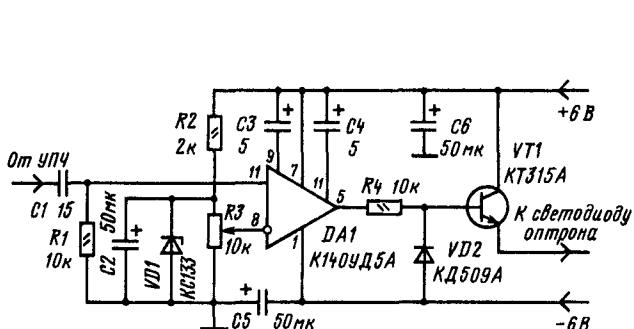 +6 В
R2
2к
C3
+
5
9
7
+
C4
5
11
+
C6
50мк
VT1
КТ315А
От УПЧ
11
C1 15
50мк
+
R1
10к
C2
VD1
КС133
R3
10к
8
5
DA1
К140УД5А
1
R4 10к
VD2
КД509А
К светодиоду
оптрона
+
C5 50мк
-6В